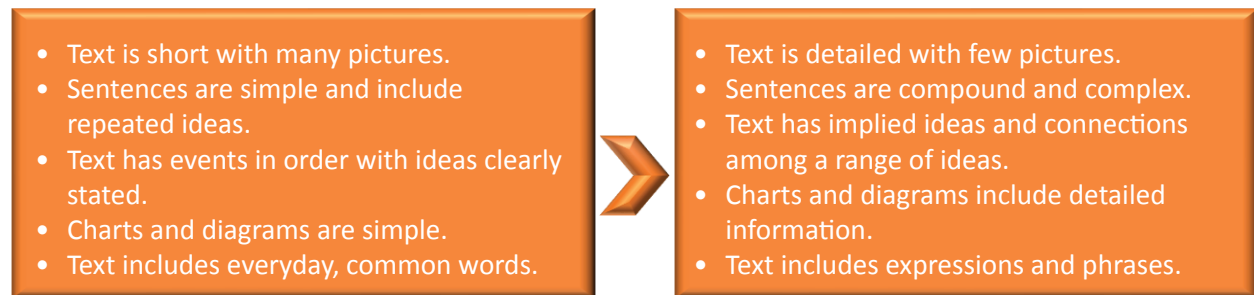 • Text is short with many pictures.
• Sentences are simple and include
repeated ideas.
• Text has events in order with ideas clearly
stated.
• Charts and diagrams are simple.
• Text includes everyday, common words.
• Text is detailed with few pictures.
• Sentences are compound and complex.
• Text has implied ideas and connections
among a range of ideas.
• Charts and diagrams include detailed
information.
• Text includes expressions and phrases.